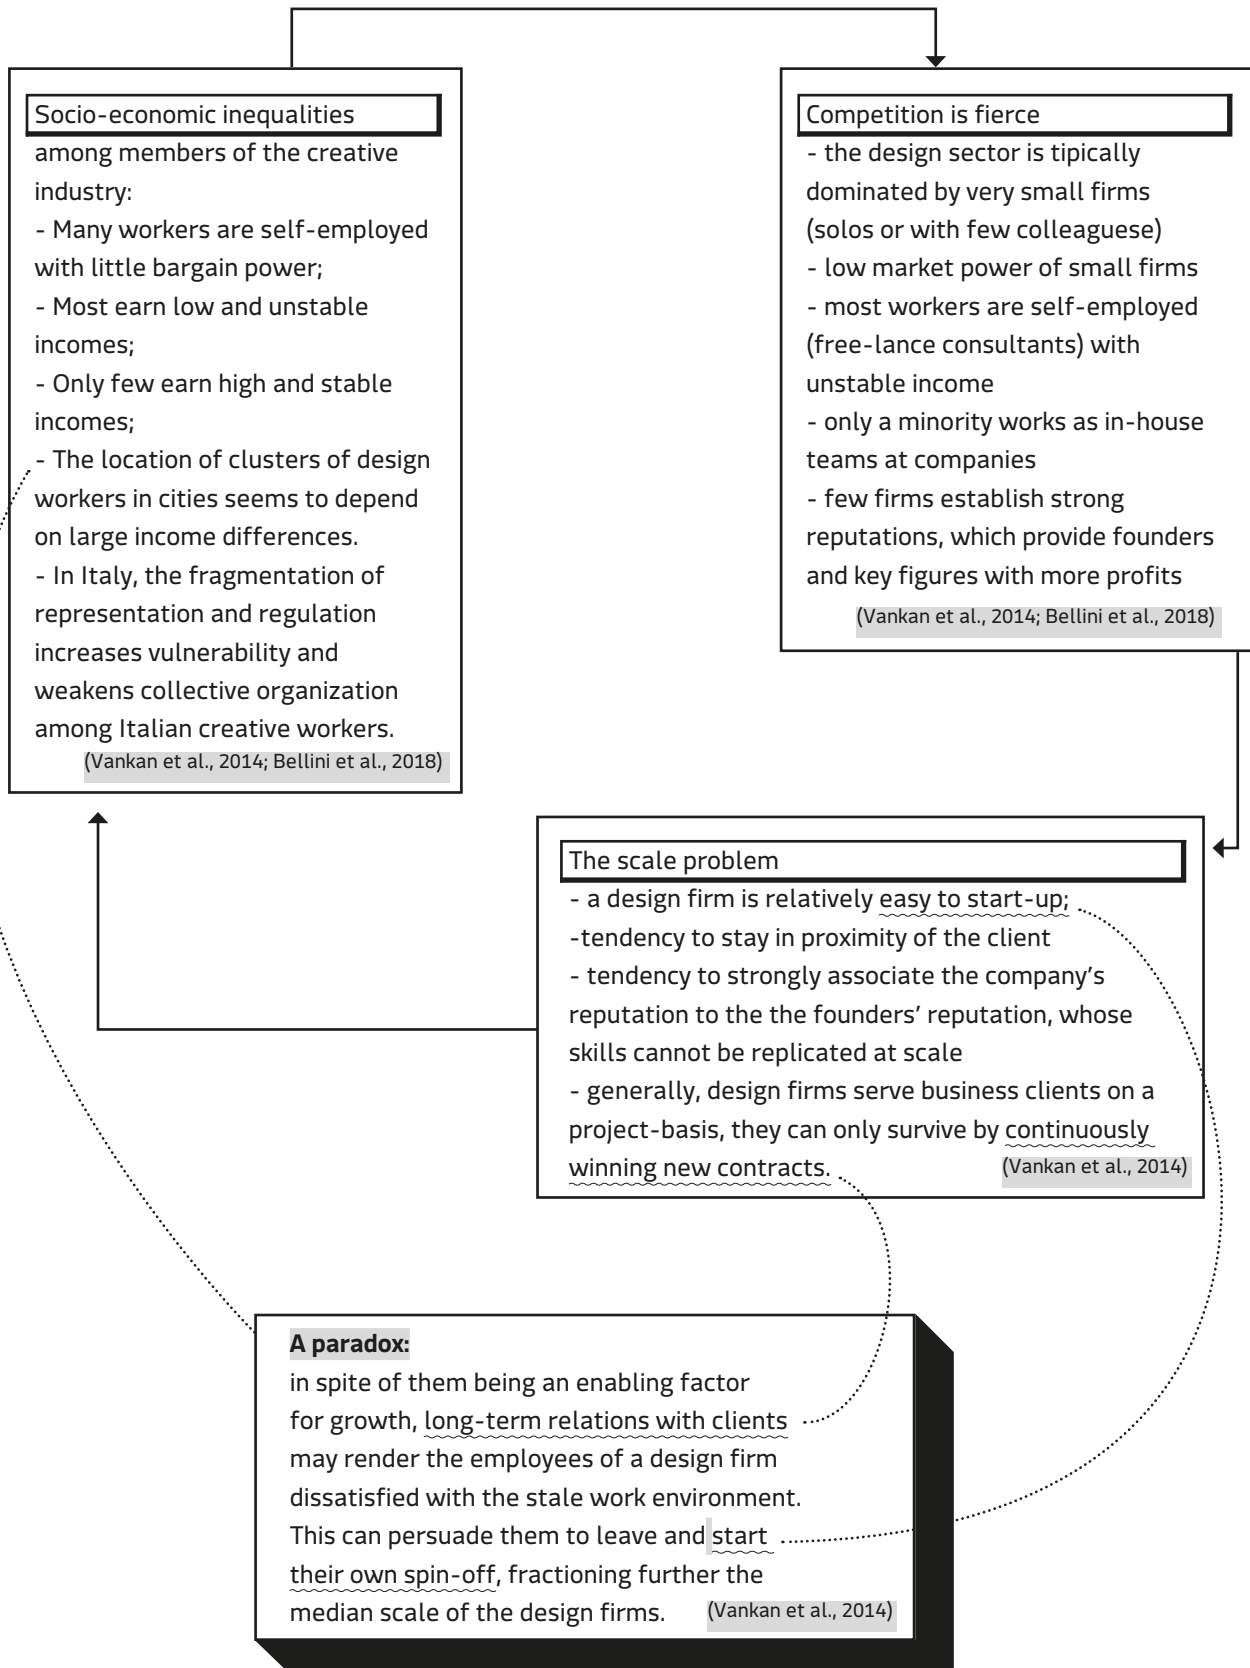 Socio-economic inequalities
among members of the creative
industry:
- Many workers are self-employed
with little bargain power;
- Most earn low and unstable
incomes;
- Only few earn high and stable
incomes;
- The location of clusters of design
workers in cities seems to depend
on large income differences.
- In Italy, the fragmentation of
representation and regulation
increases vulnerability and
weakens collective organization
among Italian creative workers.
(Vankan et al., 2014; Bellini et al., 2018)
Competition is fierce
- the design sector is tipically
dominated by very small firms
(solos or with few colleaguese)
- low market power of small firms
- most workers are self-employed
(free-lance consultants) with
unstable income
- only a minority works as in-house
teams at companies
- few firms establish strong
reputations, which provide founders
and key figures with more profits
(Vankan et al., 2014; Bellini et al., 2018)
The scale problem
- a design firm is relatively easy to start-up;
-tendency to stay in proximity of the client
- tendency to strongly associate the company's
reputation to the the founders' reputation, whose
skills cannot be replicated at scale
- generally, design firms serve business clients on a
project-basis, they can only survive by continuously
winning new contracts. (Vankan et al., 2014)
A paradox:
in spite of them being an enabling factor
for growth, long-term relations with clients
may render the employees of a design firm
dissatisfied with the stale work environment.
This can persuade them to leave and start
their own spin-off, fractioning further the
median scale of the design firms. (Vankan et al., 2014)